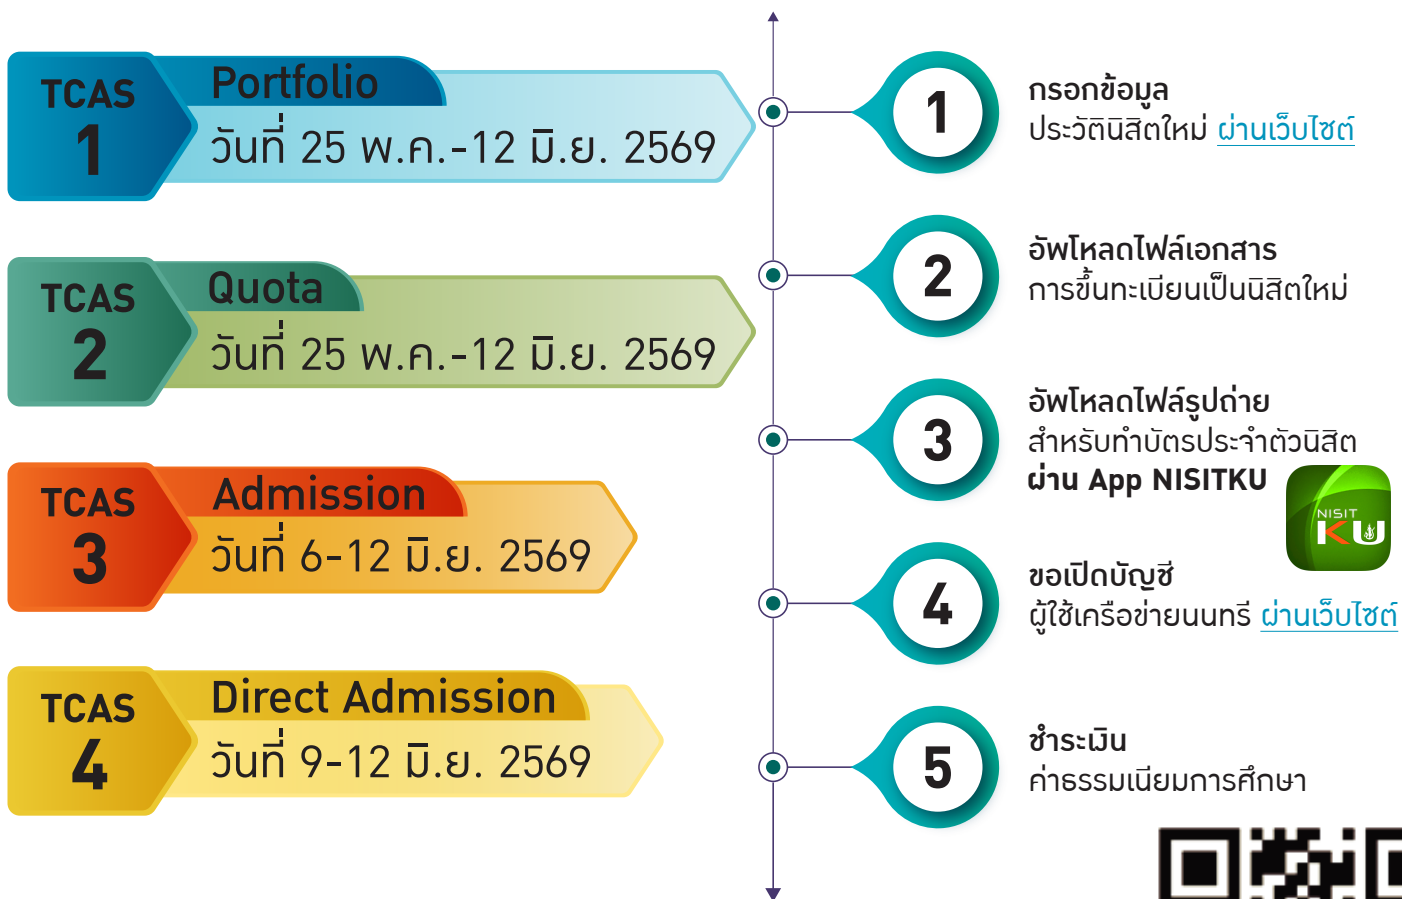 TCAS
1
Portfolio
วันที่ 25 พ.ค.-12 มิ.ย. 2569
TCAS
2
Quota
วันที่ 25 พ.ค.-12 มิ.ย. 2569
TCAS
3
Admission
วันที่ 6-12 มิ.ย. 2569
TCAS
4
Direct Admission
วันที่ 9-12 มิ.ย. 2569
1
กรอกข้อมูล
ประวัตินิสิตใหม่ ผ่านเว็บไซต์
2
อัพโหลดไฟล์เอกสาร
การขึ้นทะเบียนเป็นนิสิตใหม่
3
อัพโหลดไฟล์รูปถ่าย
สำหรับทำบัตรประจำตัวนิสิต
ผ่าน App NISITKU
NISIT
KU
4
ขอเปิดบัญชี
ผู้ใช้เครือข่ายนนทรี ผ่านเว็บไซต์
5
ชำระเงิน
ค่าธรรมเนียมการศึกษา